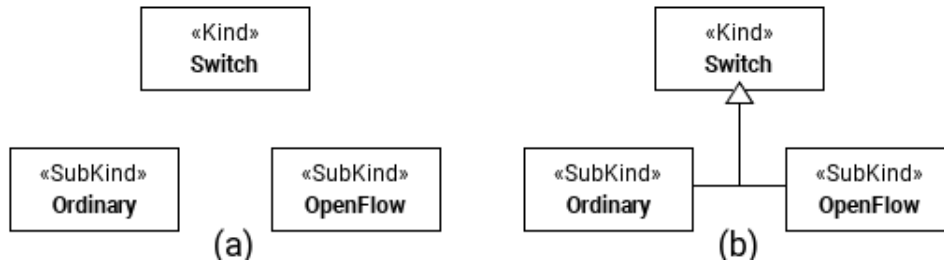 «Kind»
Switch
«SubKind»
Ordinary
«SubKind»
OpenFlow
(a)
«Kind»
Switch
«SubKind»
Ordinary
«SubKind»
OpenFlow
(b)